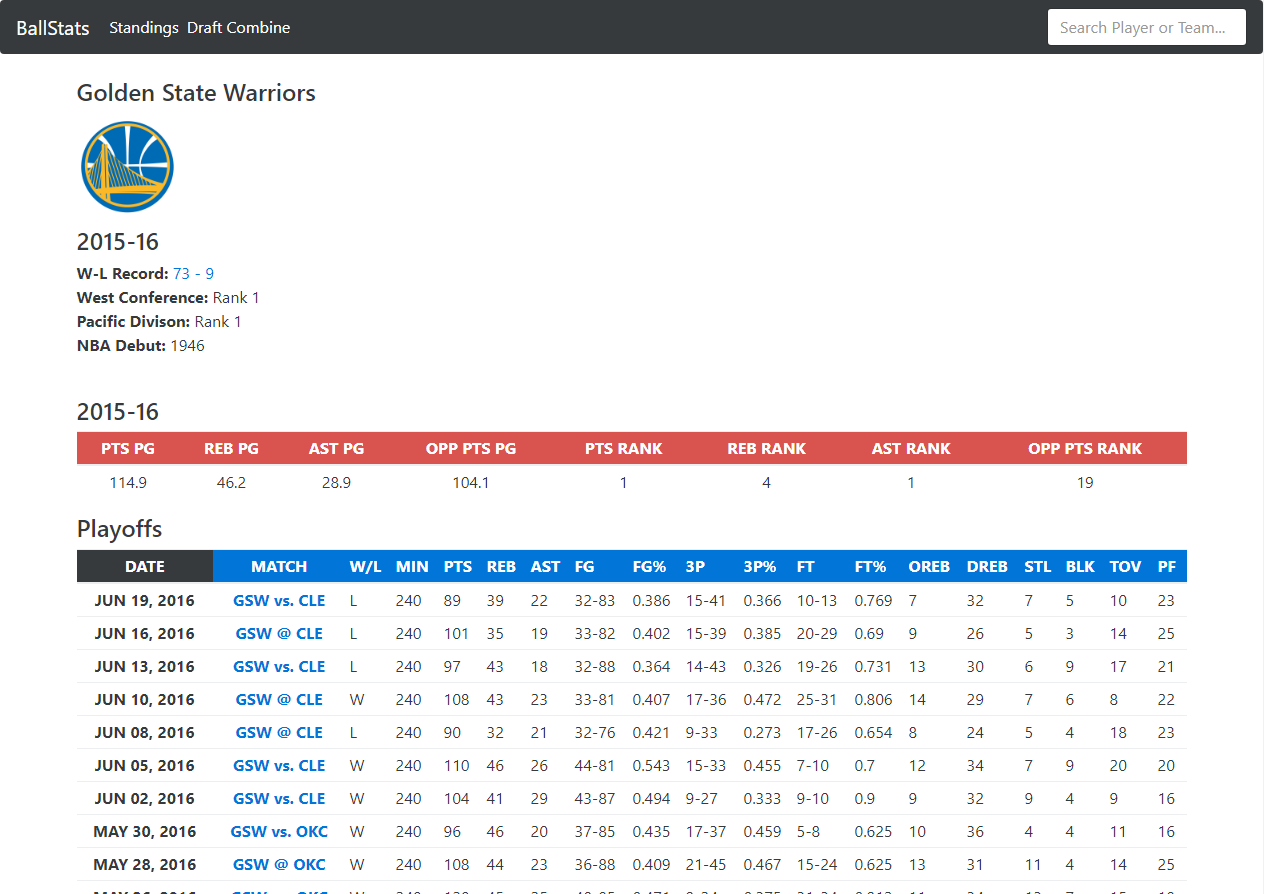 BallStats Standings Draft Combine Search Player or Team...
Golden State Warriors
2015-16
W-L Record: 73 - 9
West Conference: Rank 1
Pacific Divison: Rank 1
NBA Debut: 1946
2015-16
PTS PG REB PG AST PG OPP PTS PG PTS RANK REB RANK AST RANK OPP PTS RANK
114.9 46.2 28.9 104.1 1 4 1 19
Playoffs
DATE MATCH W/L MIN PTS REB AST FG FG% 3P 3P% FT FT% OREB DREB STL BLK TOV PF
JUN 19, 2016 GSW vs. CLE L 240 89 39 22 32-83 0.386 15-41 0.366 10-13 0.769 7 32 7 5 10 23
JUN 16, 2016 GSW @ CLE L 240 101 35 19 33-82 0.402 15-39 0.385 20-29 0.69 9 26 5 3 14 25
JUN 13, 2016 GSW vs. CLE L 240 97 43 18 32-88 0.364 14-43 0.326 19-26 0.731 13 30 6 9 17 21
JUN 10, 2016 GSW @ CLE W 240 108 43 23 33-81 0.407 17-36 0.472 25-31 0.806 14 29 7 6 8 22
JUN 08, 2016 GSW @ CLE L 240 90 32 21 32-76 0.421 9-33 0.273 17-26 0.654 8 24 5 4 18 23
JUN 05, 2016 GSW vs. CLE W 240 110 46 26 44-81 0.543 15-33 0.455 7-10 0.7 12 34 7 9 20 20
JUN 02, 2016 GSW vs. CLE W 240 104 41 29 43-87 0.494 9-27 0.333 9-10 0.9 9 32 9 4 9 16
MAY 30, 2016 GSW vs. OKC W 240 96 46 20 37-85 0.435 17-37 0.459 5-8 0.625 10 36 4 4 11 16
MAY 28, 2016 GSW @ OKC W 240 108 44 23 36-88 0.409 21-45 0.467 15-24 0.625 13 31 11 4 14 25